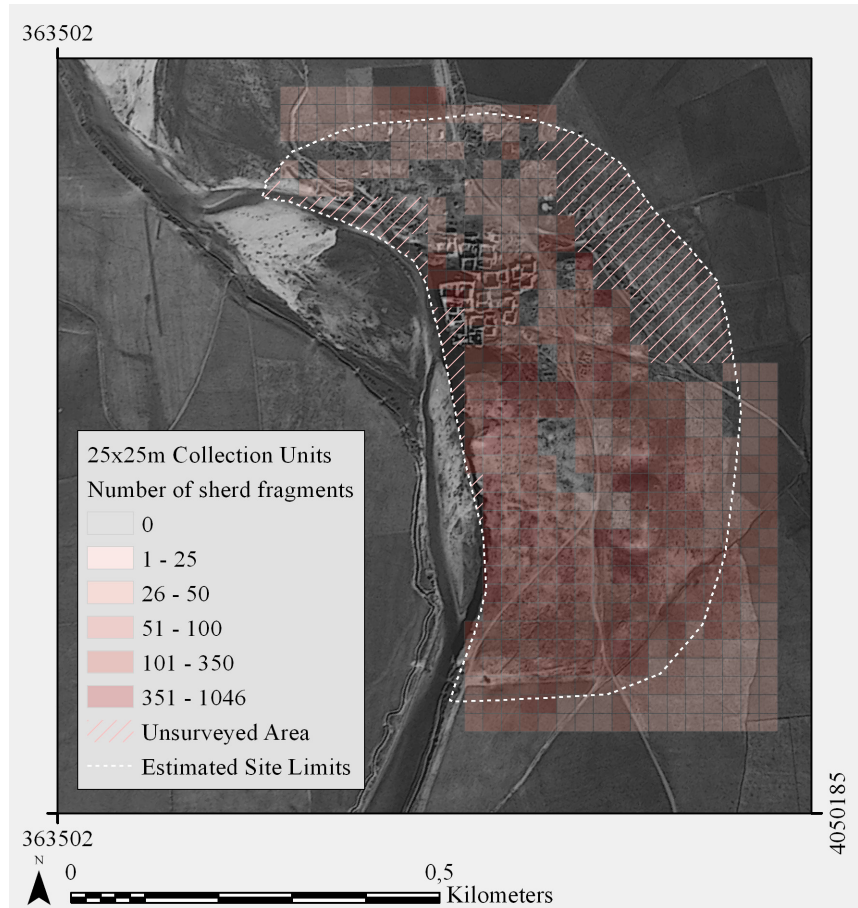 363502
25x25m Collection Units
Number of sherd fragments
0
1 - 25
26 - 50
51 - 100
101 - 350
351 - 1046
Unsurveyed Area
Estimated Site Limits
363502
4050185
N
0
0,5
Kilometers